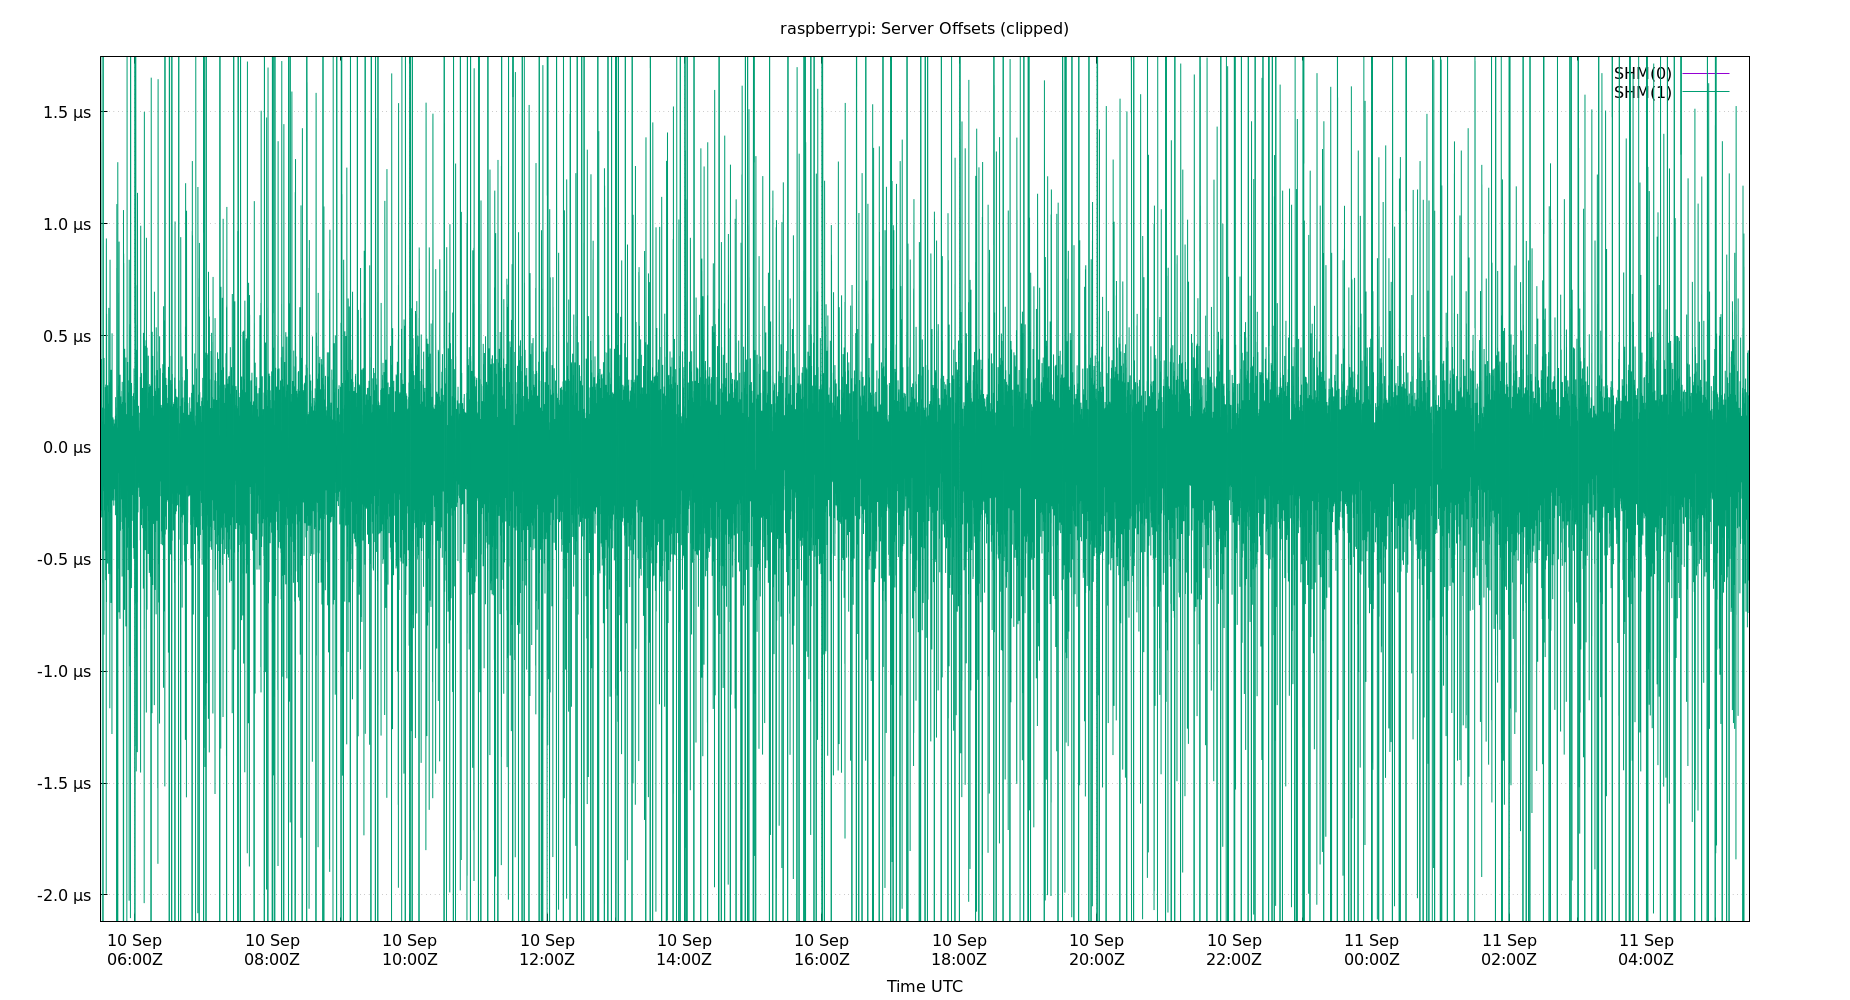 raspberrypi: Server Offsets (clipped)
SHM(0)
SHM(1)
1.5 µs
1.0 µs
0.5 µs
0.0 µs
-0.5 µs
-1.0 µs
-1.5 µs
-2.0 µs
10 Sep 10 Sep 10 Sep 10 Sep 10 Sep 10 Sep 10 Sep 10 Sep 10 Sep 11 Sep 11 Sep 11 Sep
06:00Z 08:00Z 10:00Z 12:00Z 14:00Z 16:00Z 18:00Z 20:00Z 22:00Z 00:00Z 02:00Z 04:00Z
Time UTC